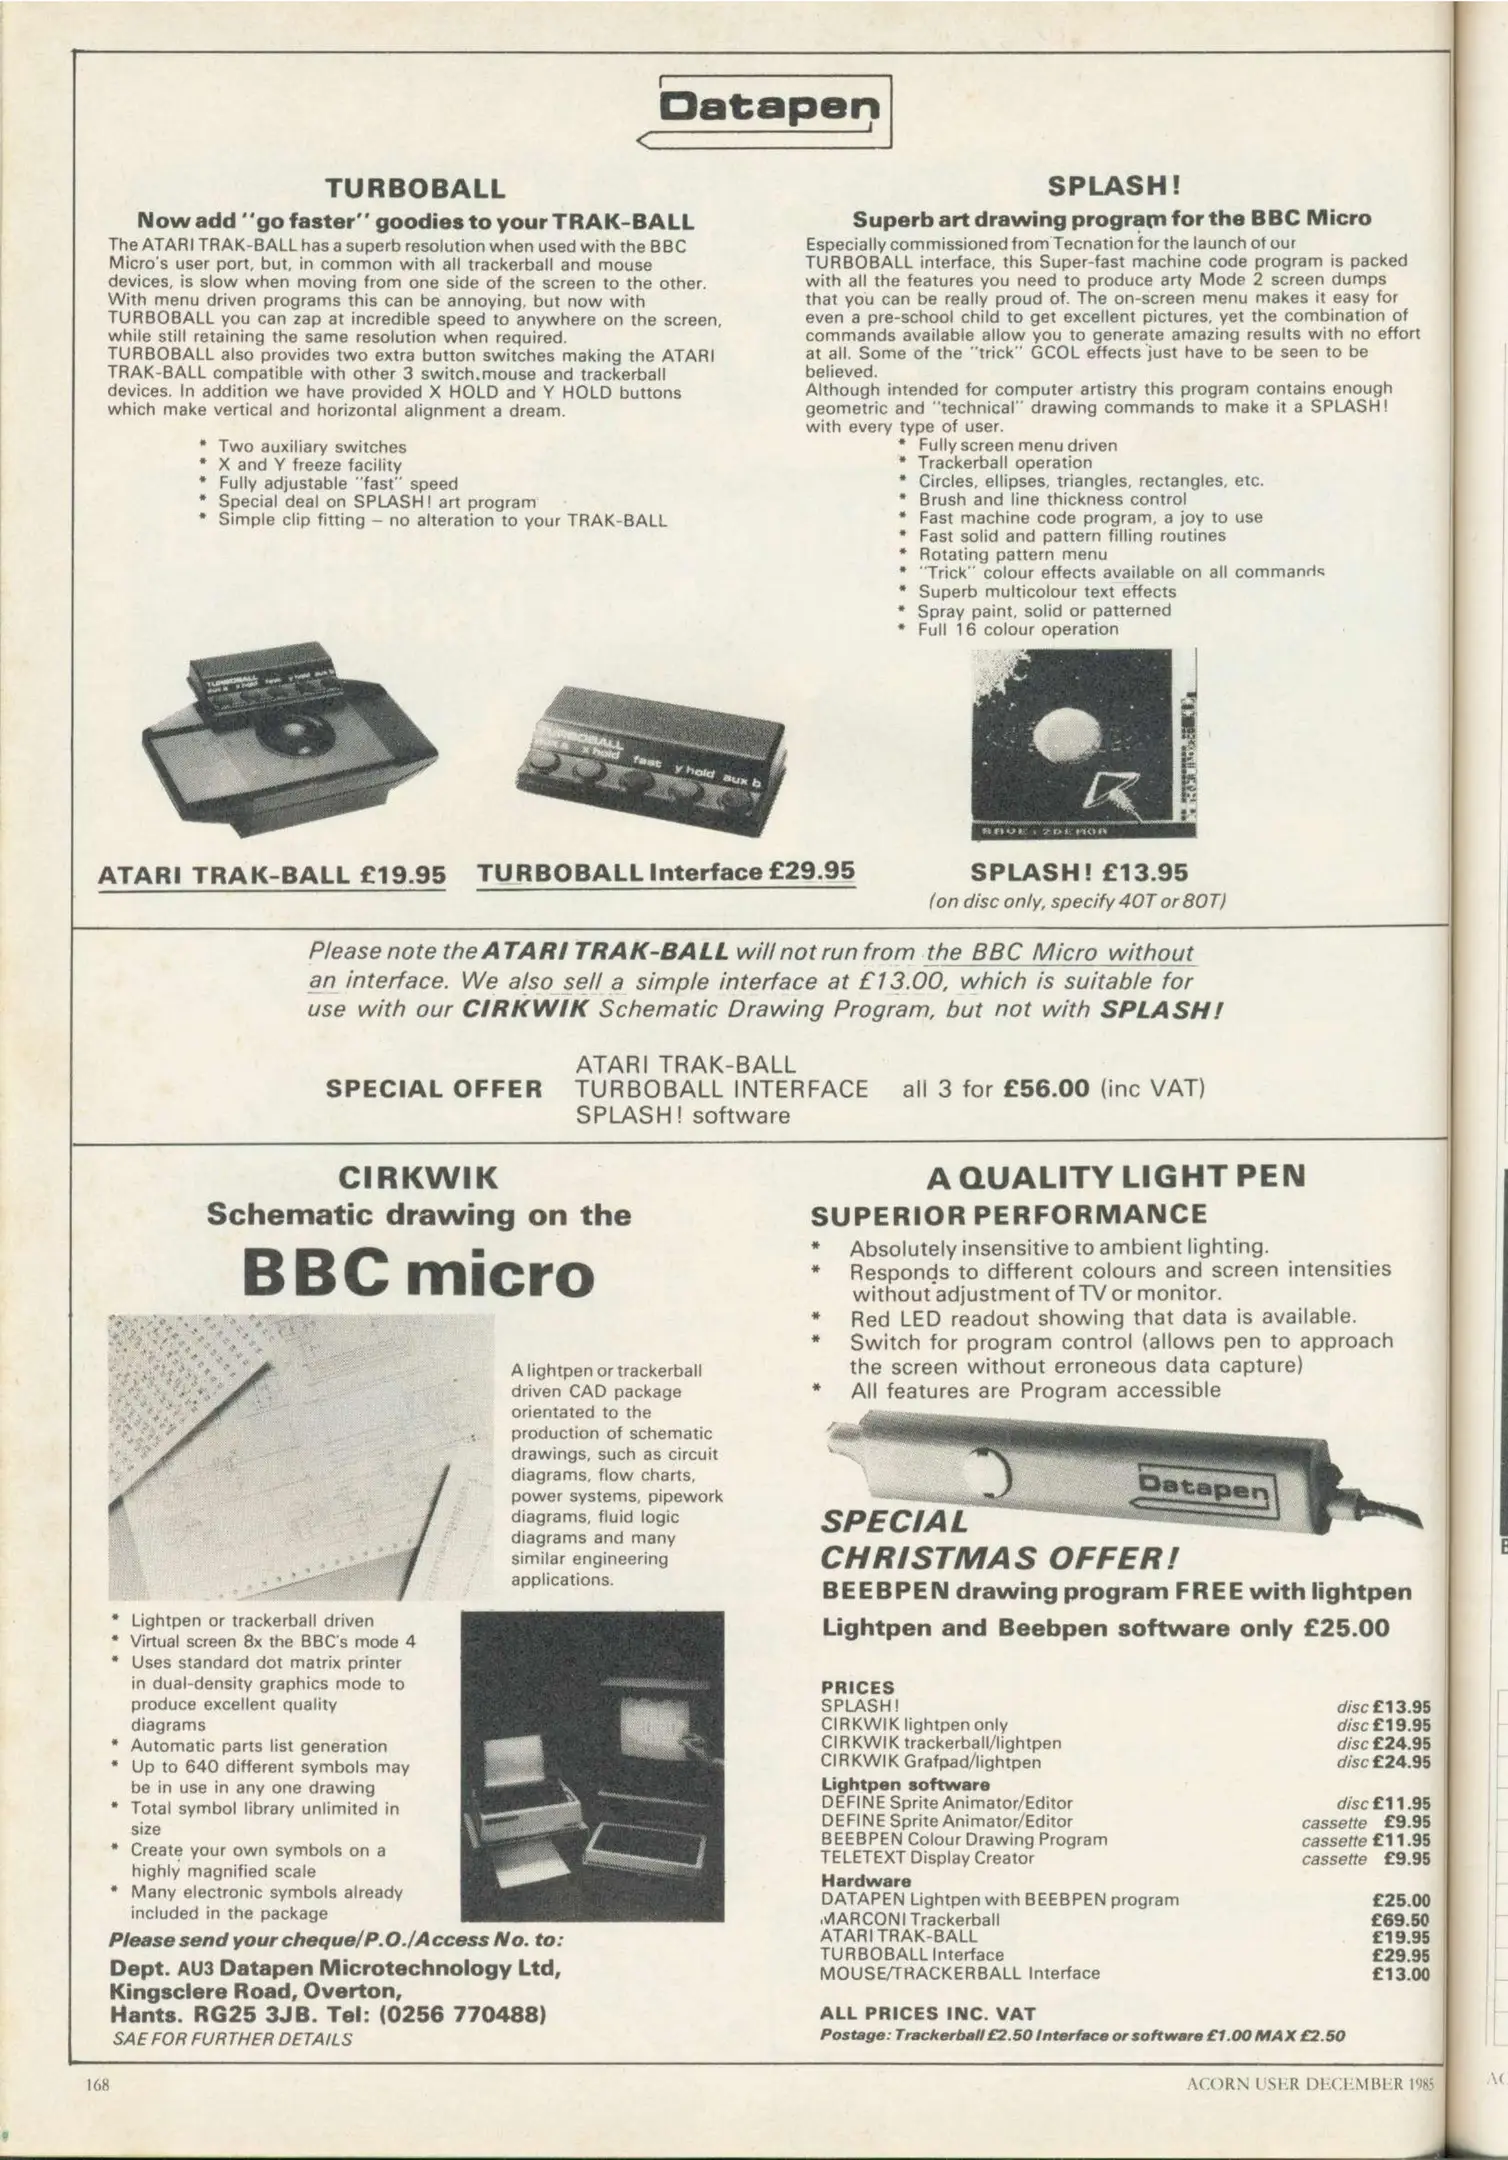 Datapen
TURBOBALL
Now add "go faster" goodies to your TRAK-BALL
The ATARI TRAK-BALL has a superb resolution when used with the BBC
Micro's user port, but, in common with all trackerball and mouse
devices, is slow when moving from one side of the screen to the other.
With menu driven programs this can be annoying, but now with
TURBOBALL you can zap at incredible speed to anywhere on the screen,
while still retaining the same resolution when required.
TURBOBALL also provides two extra button switches making the ATARI
TRAK-BALL compatible with other 3 switch.mouse and trackerball
devices. In addition we have provided X HOLD and Y HOLD buttons
which make vertical and horizontal alignment a dream.
* Two auxiliary switches
* X and Y freeze facility
* Fully adjustable "fast" speed
* Special deal on SPLASH! art program
* Simple clip fitting – no alteration to your TRAK-BALL
TURBOBALL
aux a x hold fast y hold aux b
TURBOBALL
aux a x hold fast y hold aux b
ATARI TRAK-BALL £19.95
TURBOBALL Interface £29.95
SPLASH!
Superb art drawing program for the BBC Micro
Especially commissioned from Tecnation for the launch of our
TURBOBALL interface, this Super-fast machine code program is packed
with all the features you need to produce arty Mode 2 screen dumps
that you can be really proud of. The on-screen menu makes it easy for
even a pre-school child to get excellent pictures, yet the combination of
commands available allow you to generate amazing results with no effort
at all. Some of the "trick" GCOL effects just have to be seen to be
believed.
Although intended for computer artistry this program contains enough
geometric and "technical" drawing commands to make it a SPLASH!
with every type of user.
* Fully screen menu driven
* Trackerball operation
* Circles, ellipses, triangles, rectangles, etc.
* Brush and line thickness control
* Fast machine code program, a joy to use
* Fast solid and pattern filling routines
* Rotating pattern menu
* "Trick" colour effects available on all commands
* Superb multicolour text effects
* Spray paint, solid or patterned
* Full 16 colour operation
SAVE : 2DEMOA
SPLASH! £13.95
(on disc only, specify 40T or 80T)
Please note the ATARI TRAK-BALL will not run from the BBC Micro without
an interface. We also sell a simple interface at £13.00, which is suitable for
use with our CIRKWIK Schematic Drawing Program, but not with SPLASH!
ATARI TRAK-BALL
SPECIAL OFFER TURBOBALL INTERFACE all 3 for £56.00 (inc VAT)
SPLASH! software
CIRKWIK
Schematic drawing on the
BBC micro
A lightpen or trackerball
driven CAD package
orientated to the
production of schematic
drawings, such as circuit
diagrams, flow charts,
power systems, pipework
diagrams, fluid logic
diagrams and many
similar engineering
applications.
* Lightpen or trackerball driven
* Virtual screen 8x the BBC's mode 4
* Uses standard dot matrix printer
in dual-density graphics mode to
produce excellent quality
diagrams
* Automatic parts list generation
* Up to 640 different symbols may
be in use in any one drawing
* Total symbol library unlimited in
size
* Create your own symbols on a
highly magnified scale
* Many electronic symbols already
included in the package
Please send your cheque/P.O./Access No. to:
Dept. AU3 Datapen Microtechnology Ltd,
Kingsclere Road, Overton,
Hants. RG25 3JB. Tel: (0256 770488)
SAE FOR FURTHER DETAILS
A QUALITY LIGHT PEN
SUPERIOR PERFORMANCE
* Absolutely insensitive to ambient lighting.
* Responds to different colours and screen intensities
without adjustment of TV or monitor.
* Red LED readout showing that data is available.
* Switch for program control (allows pen to approach
the screen without erroneous data capture)
* All features are Program accessible
Datapen
SPECIAL
CHRISTMAS OFFER!
BEEBPEN drawing program FREE with lightpen
Lightpen and Beebpen software only £25.00
PRICES
SPLASH! disc £13.95
CIRKWIK lightpen only disc £19.95
CIRKWIK trackerball/lightpen disc £24.95
CIRKWIK Grafpad/lightpen disc £24.95
Lightpen software
DEFINE Sprite Animator/Editor disc £11.95
DEFINE Sprite Animator/Editor cassette £9.95
BEEBPEN Colour Drawing Program cassette £11.95
TELETEXT Display Creator cassette £9.95
Hardware
DATAPEN Lightpen with BEEBPEN program £25.00
MARCONI Trackerball £69.50
ATARI TRAK-BALL £19.95
TURBOBALL Interface £29.95
MOUSE/TRACKERBALL Interface £13.00
ALL PRICES INC. VAT
Postage: Trackerball £2.50 Interface or software £1.00 MAX £2.50
168
ACORN USER DECEMBER 1985